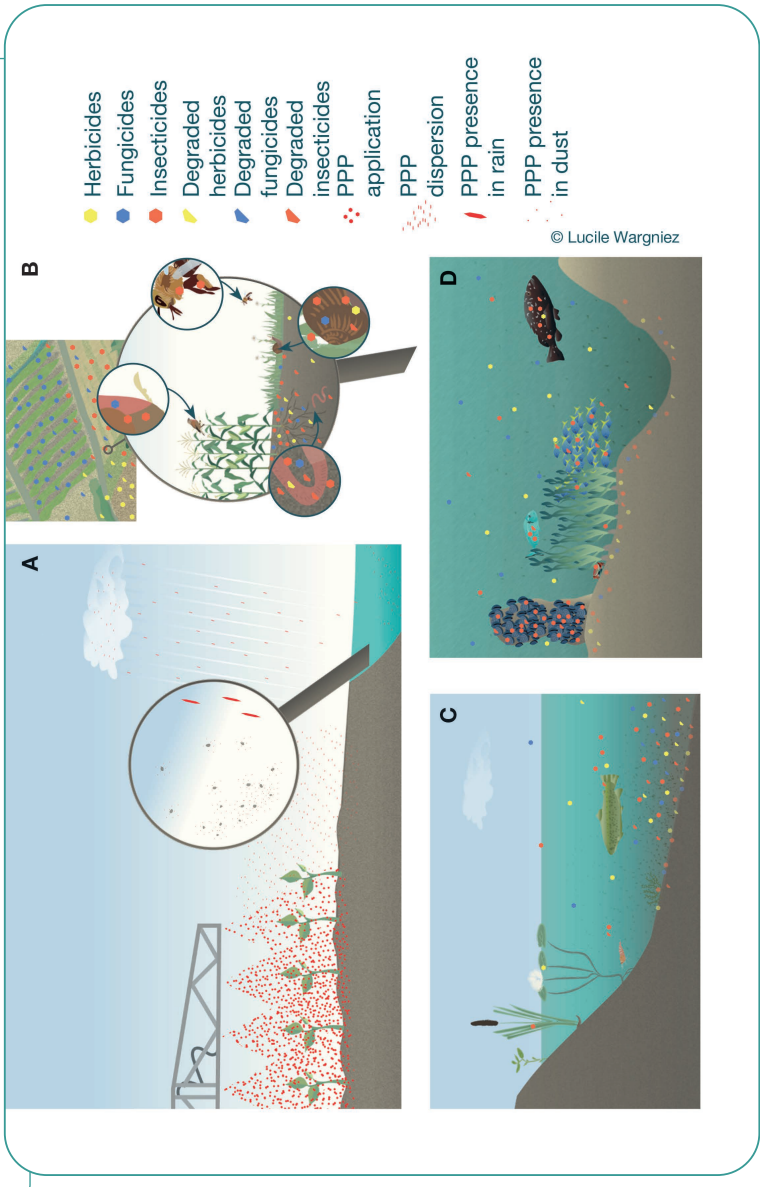 A
B
C
D
Herbicides
Fungicides
Insecticides
Degraded
herbicides
Degraded
fungicides
Degraded
insecticides
PPP
application
PPP
dispersion
PPP presence
in rain
PPP presence
in dust
© Lucile Wargniez